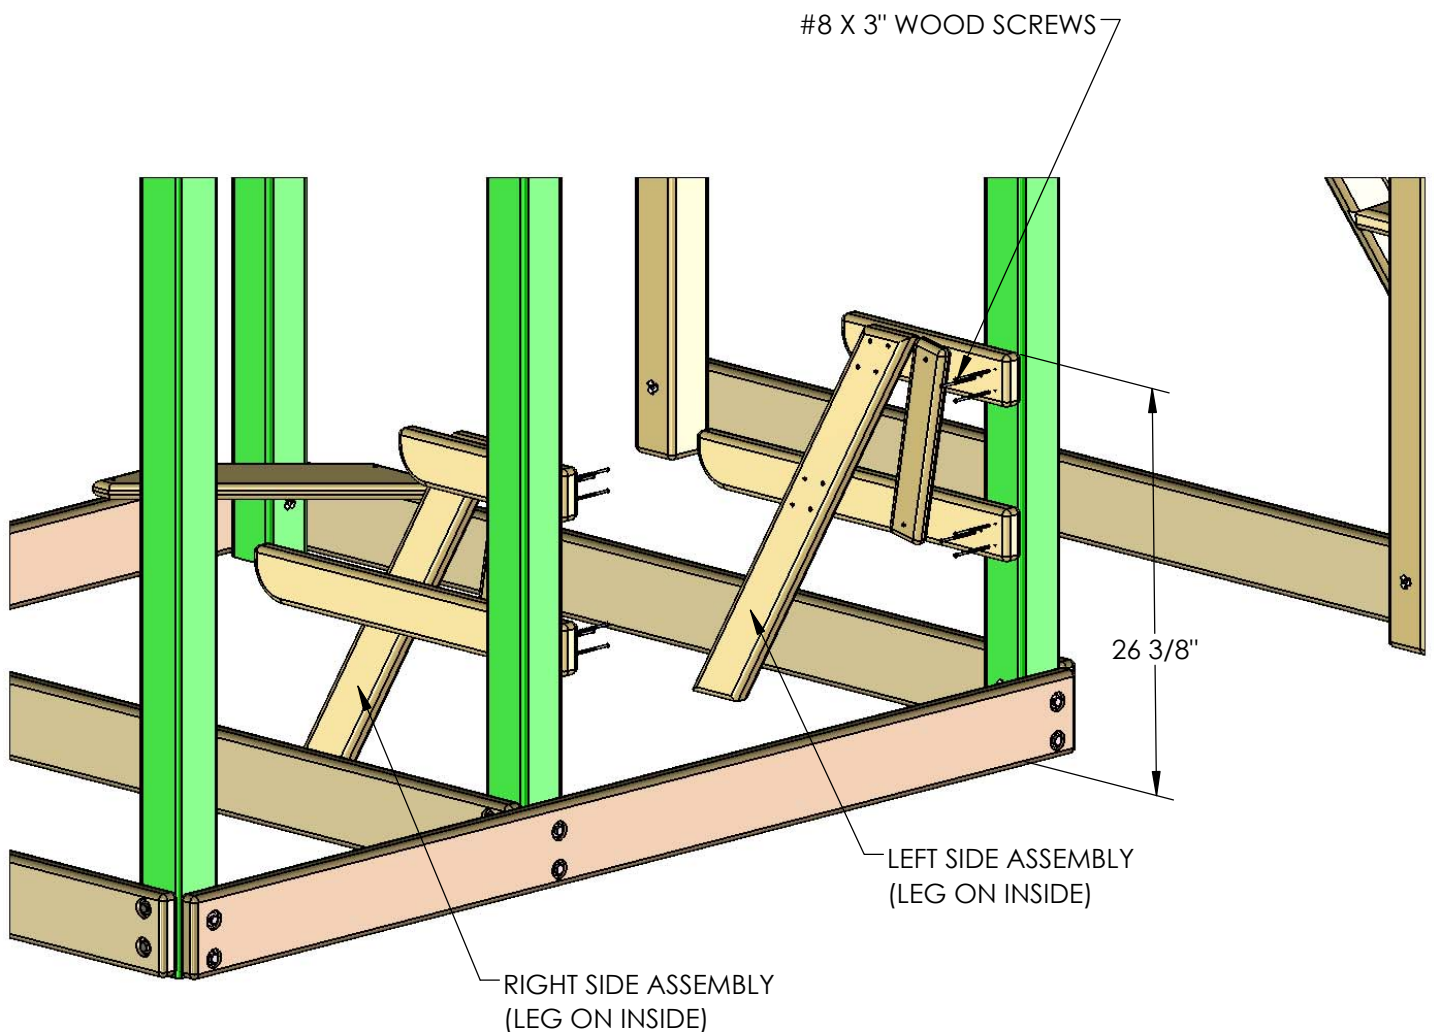 #8 X 3" WOOD SCREWS
26 3/8"
LEFT SIDE ASSEMBLY
(LEG ON INSIDE)
RIGHT SIDE ASSEMBLY
(LEG ON INSIDE)